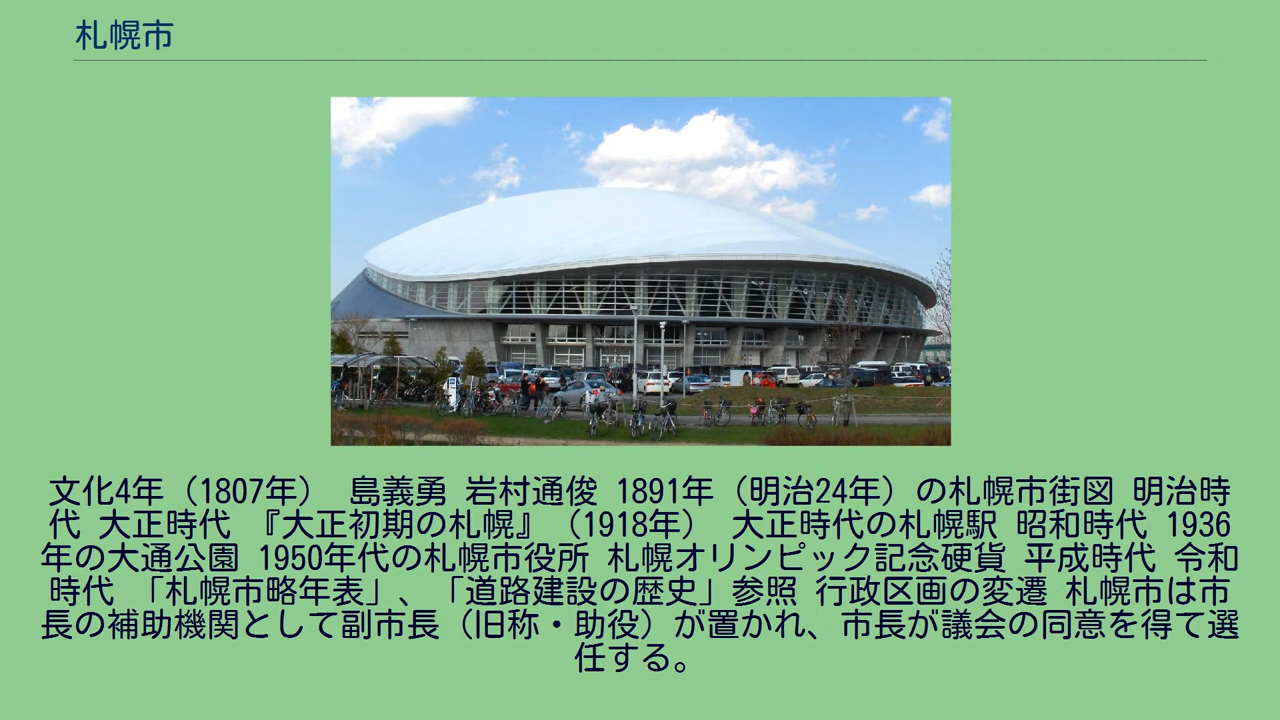 札幌市
文化4年（1807年） 島義勇 岩村通俊 1891年（明治24年）の札幌市街図 明治時
代 大正時代 『大正初期の札幌』（1918年） 大正時代の札幌駅 昭和時代 1936
年の大通公園 1950年代の札幌市役所 札幌オリンピック記念硬貨 平成時代 令和
時代 「札幌市略年表」、「道路建設の歴史」参照 行政区画の変遷 札幌市は市
長の補助機関として副市長（旧称・助役）が置かれ、市長が議会の同意を得て選
任する。